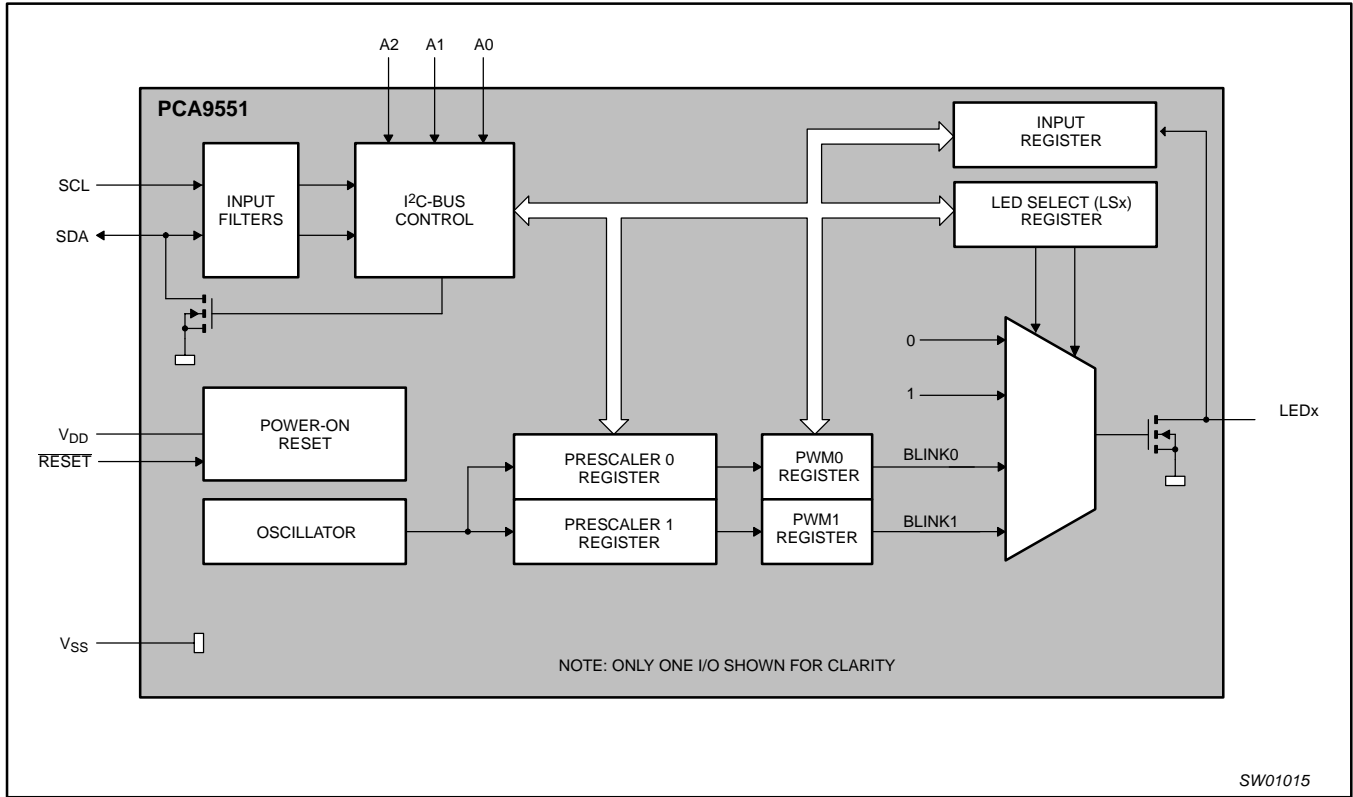 A2 A1 A0
PCA9551
SCL
SDA
INPUT
FILTERS
I²C-BUS
CONTROL
INPUT
REGISTER
LED SELECT (LSx)
REGISTER
0
1
LEDx
VDD
RESET
POWER-ON
RESET
OSCILLATOR
PRESCALER 0
REGISTER
PRESCALER 1
REGISTER
PWM0
REGISTER
PWM1
REGISTER
BLINK0
BLINK1
VSS
NOTE: ONLY ONE I/O SHOWN FOR CLARITY
SW01015